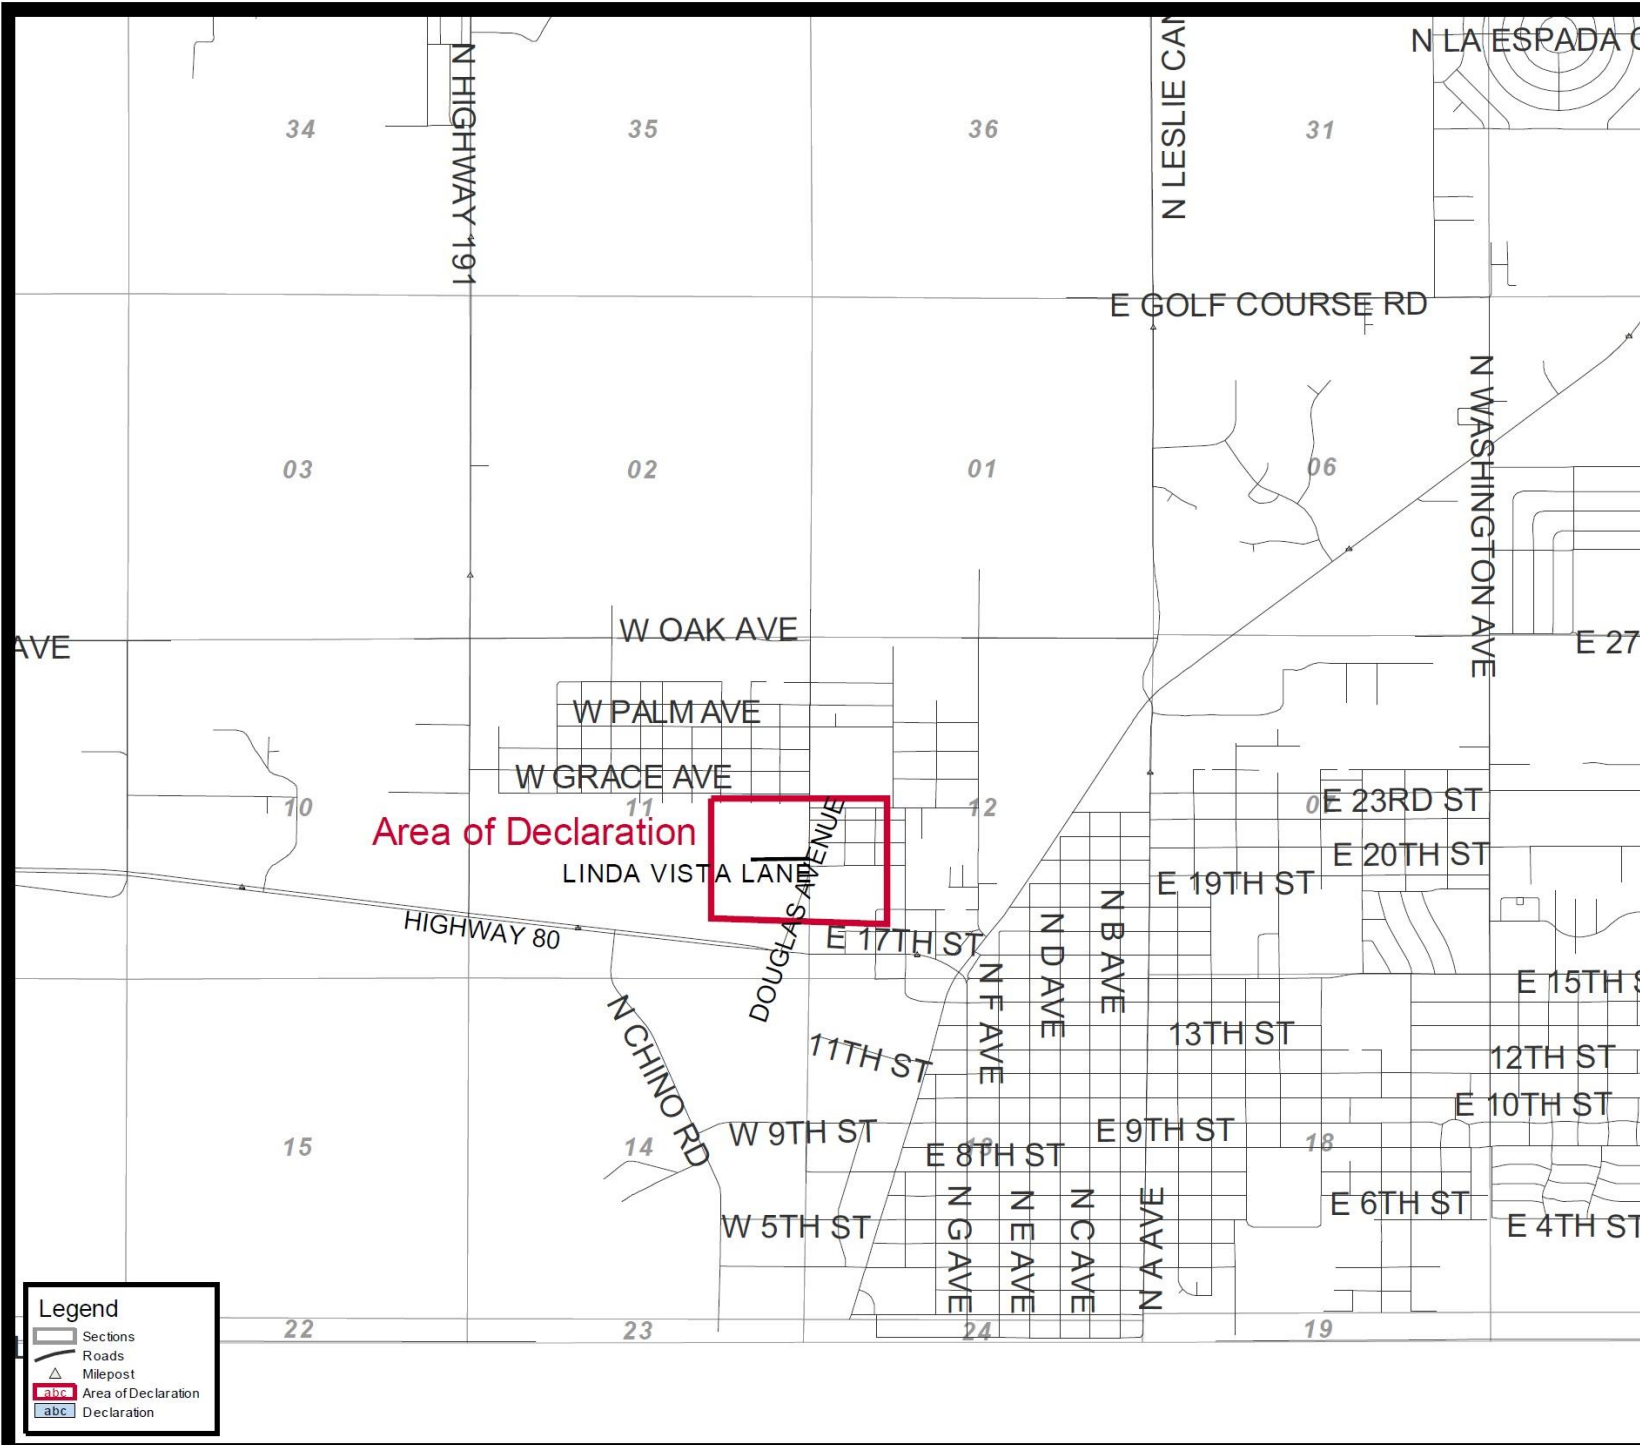 N LA ESPADA
N HIGHWAY 191
N LESLIE CAN
34
35
36
31
E GOLF COURSE RD
N WASHINGTON AVE
03
02
01
06
W OAK AVE
AVE
E 27
W PALM AVE
W GRACE AVE
10
11
12
07
E 23RD ST
Area of Declaration
DOUGLAS AVENUE
LINDA VISTA LANE
E 20TH ST
E 19TH ST
HIGHWAY 80
E 17TH ST
N F AVE
N D AVE
N B AVE
E 15TH S
N CHINO RD
11TH ST
13TH ST
12TH ST
E 10TH ST
W 9TH ST
E 9TH ST
15
14
13
18
E 8TH ST
E 6TH ST
W 5TH ST
N G AVE
N E AVE
N C AVE
N A AVE
E 4TH ST
22
23
24
19
Legend
Sections
Roads
Milepost
abc Area of Declaration
abc Declaration